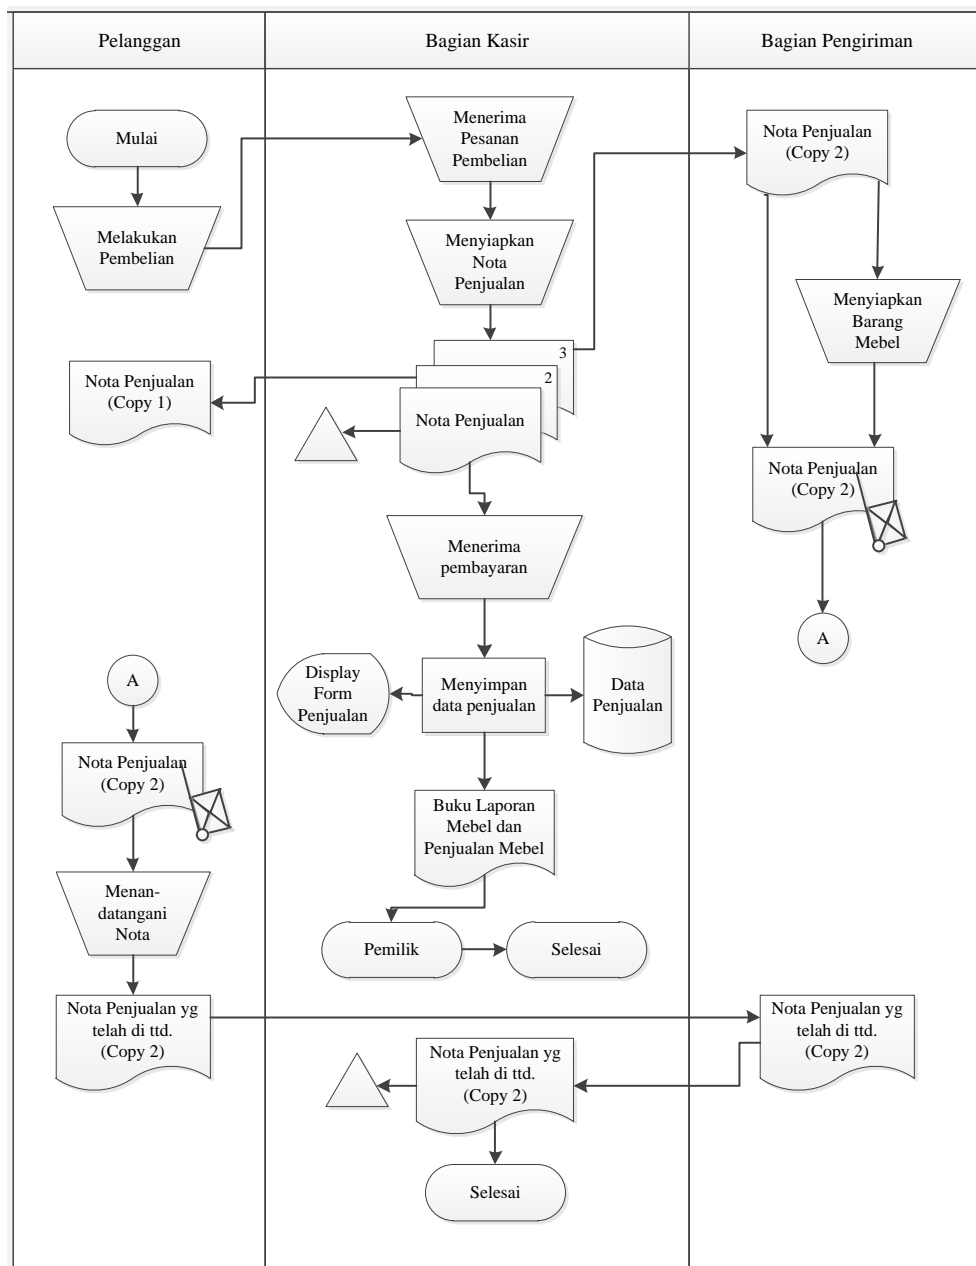 Pelanggan
Bagian Kasir
Bagian Pengiriman
Mulai
Melakukan
Pembelian
Menerima
Pesanan
Pembelian
Menyiapkan
Nota
Penjualan
3
2
Nota Penjualan
Nota Penjualan
(Copy 1)
Nota Penjualan
(Copy 2)
Menyiapkan
Barang
Mebel
Nota Penjualan
(Copy 2)
A
Menerima
pembayaran
Display
Form
Penjualan
Menyimpan
data penjualan
Data
Penjualan
Buku Laporan
Mebel dan
Penjualan Mebel
Pemilik
Selesai
A
Nota Penjualan
(Copy 2)
Menan-
datangani
Nota
Nota Penjualan yg
telah di ttd.
(Copy 2)
Nota Penjualan yg
telah di ttd.
(Copy 2)
Nota Penjualan yg
telah di ttd.
(Copy 2)
Selesai